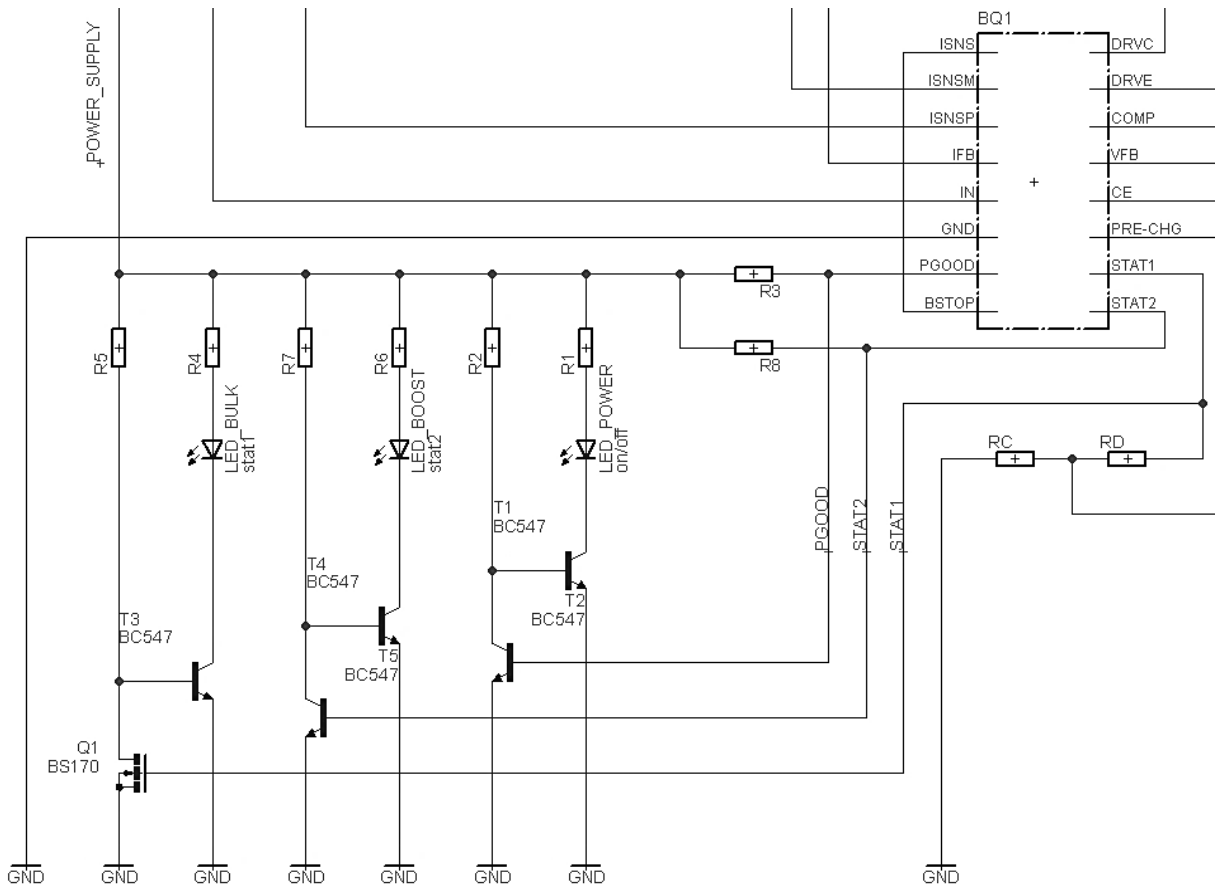 BQ1
+POWER_SUPPLY
ISNS
DRVC
ISNSM
DRVE
ISNSP
COMP
IFB
VFB
IN
CE
GND
PRE-CHG
PGOOD
STAT1
BSTOP
STAT2
R3
R8
R5
R4
R7
R6
R2
R1
LED_BULK
stat1
LED_BOOST
stat2
LED_POWER
on/off
RC
RD
PGOOD
STAT2
STAT1
T1
BC547
T4
BC547
T2
BC547
T3
BC547
T5
BC547
Q1
BS170
GND
GND
GND
GND
GND
GND
GND
GND